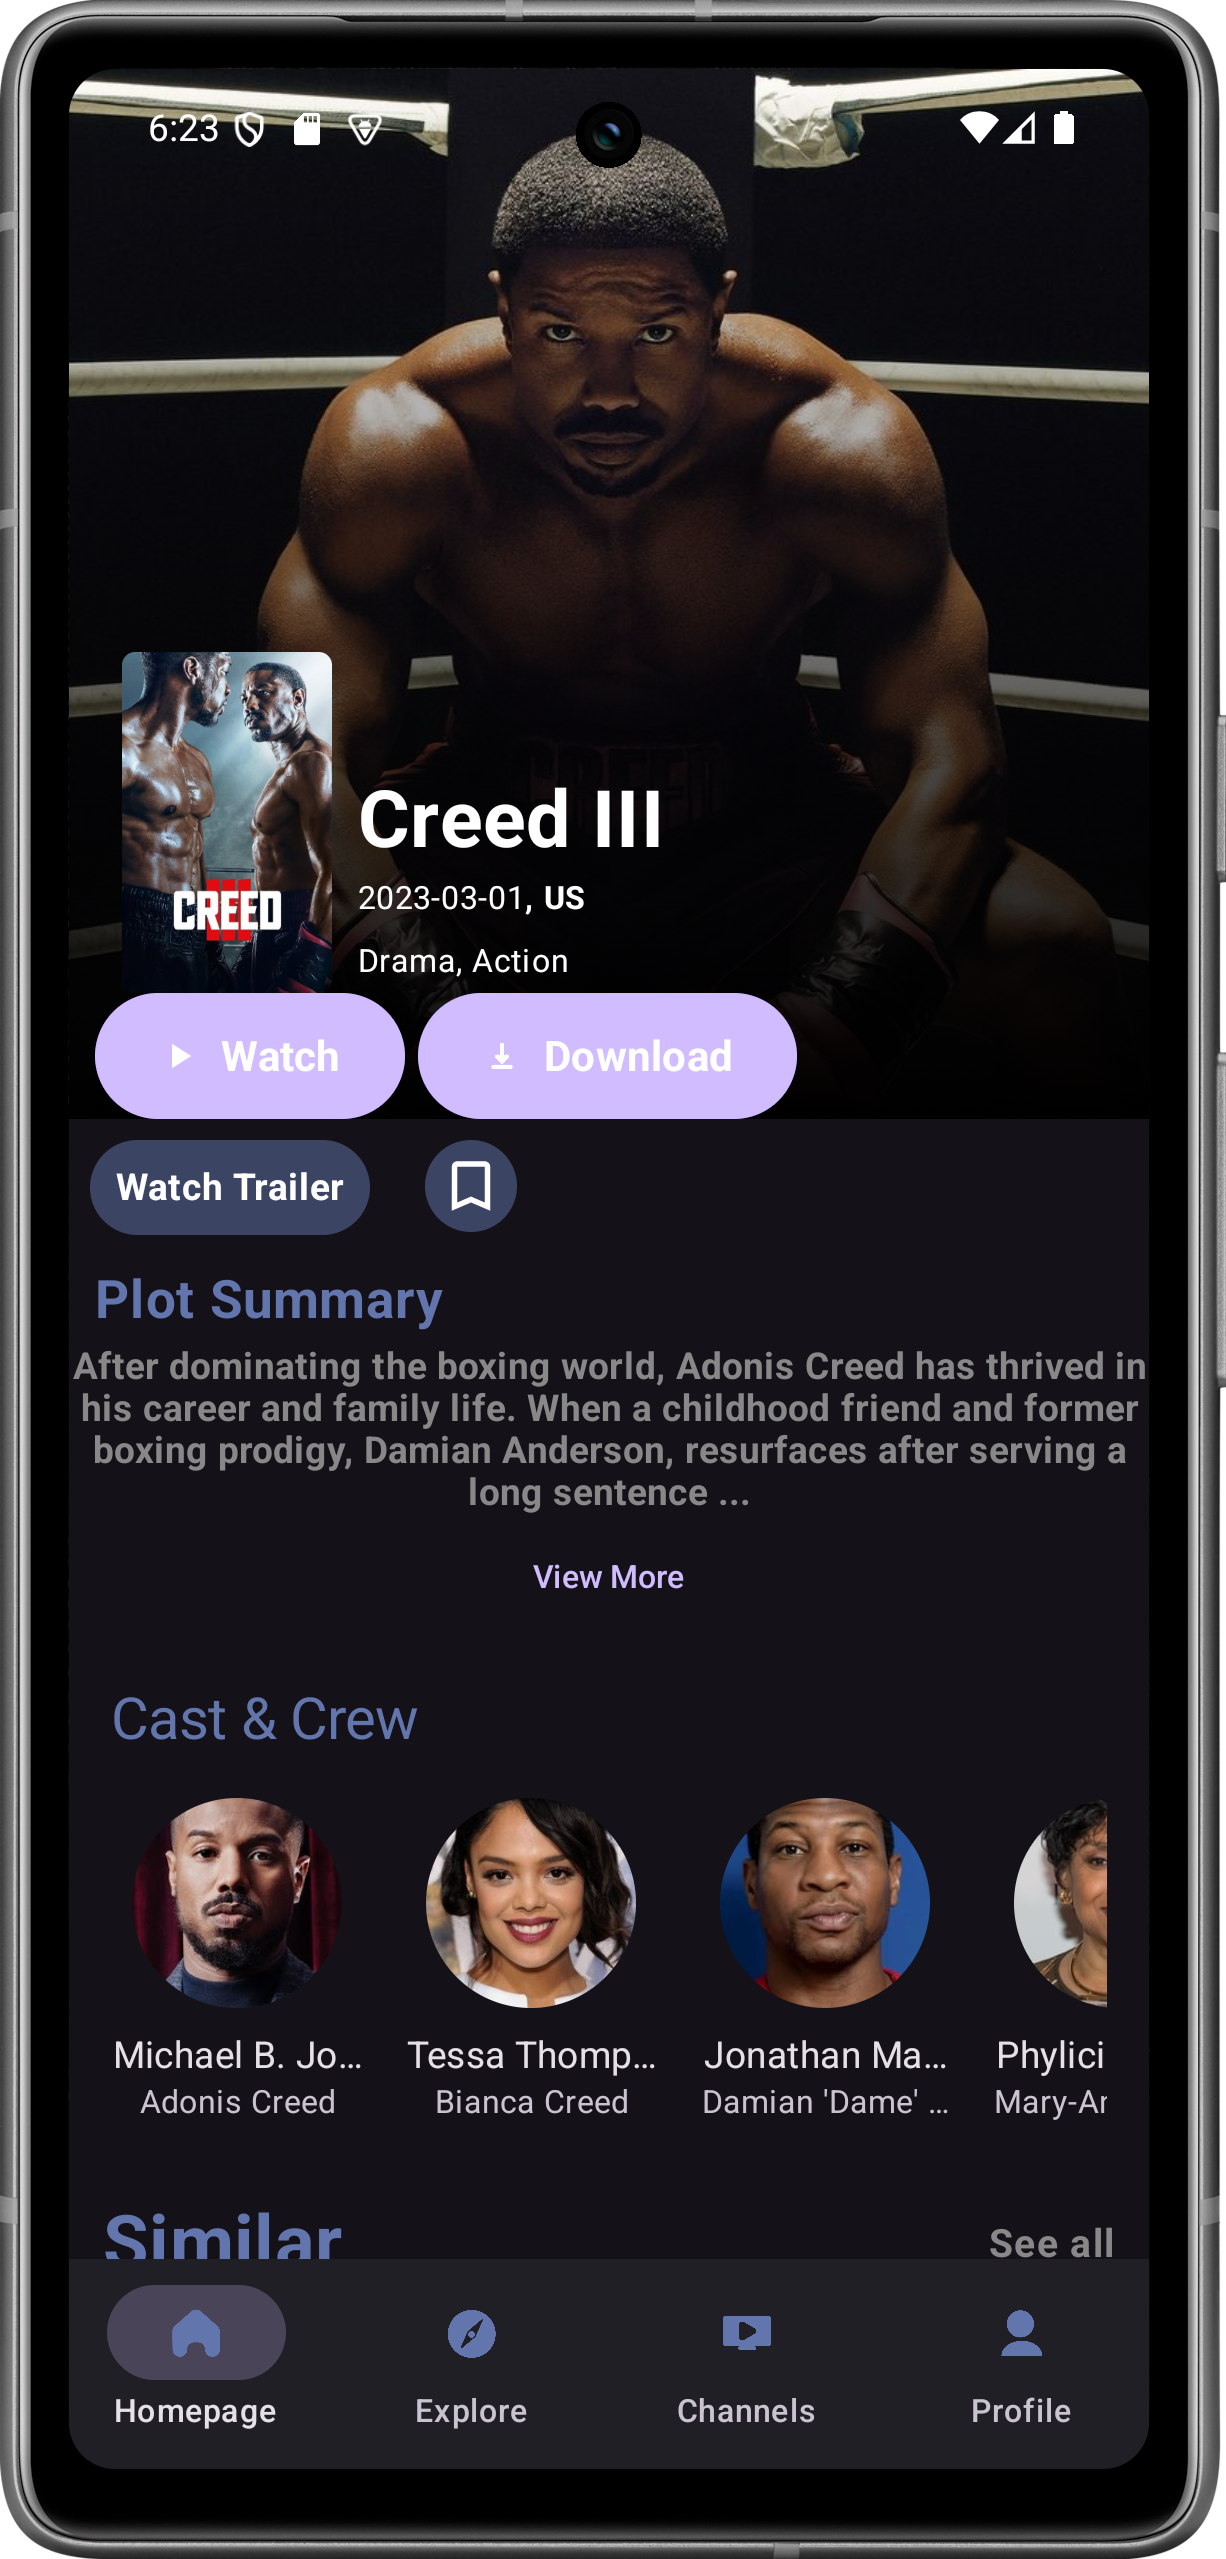 6:23
CREED
Creed III
2023-03-01, US
Drama, Action
Watch
Download
Watch Trailer
Plot Summary
After dominating the boxing world, Adonis Creed has thrived in
his career and family life. When a childhood friend and former
boxing prodigy, Damian Anderson, resurfaces after serving a
long sentence ...
View More
Cast & Crew
Michael B. Jo... Tessa Thomp... Jonathan Ma... Phylici
Adonis Creed Bianca Creed Damian 'Dame' ... Mary-An
Similar See all
Homepage Explore Channels Profile